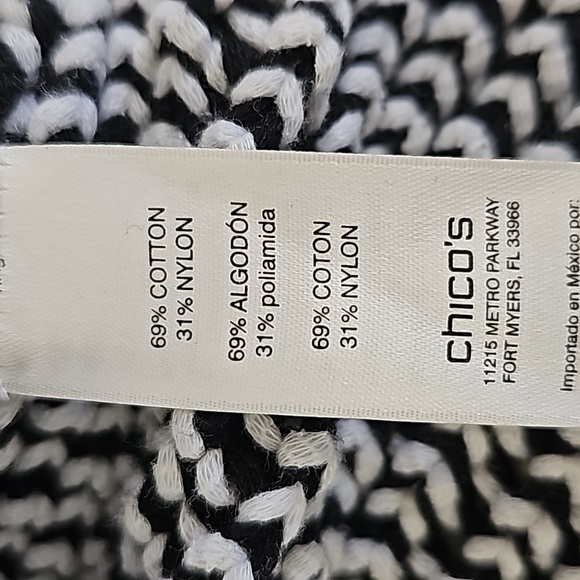 69% COTTON
31% NYLON
69% ALGODÓN
31% poliamida
69% COTON
31% NYLON
chico's
11215 METRO PARKWAY
FORT MYERS, FL 33966
Importado en México por: